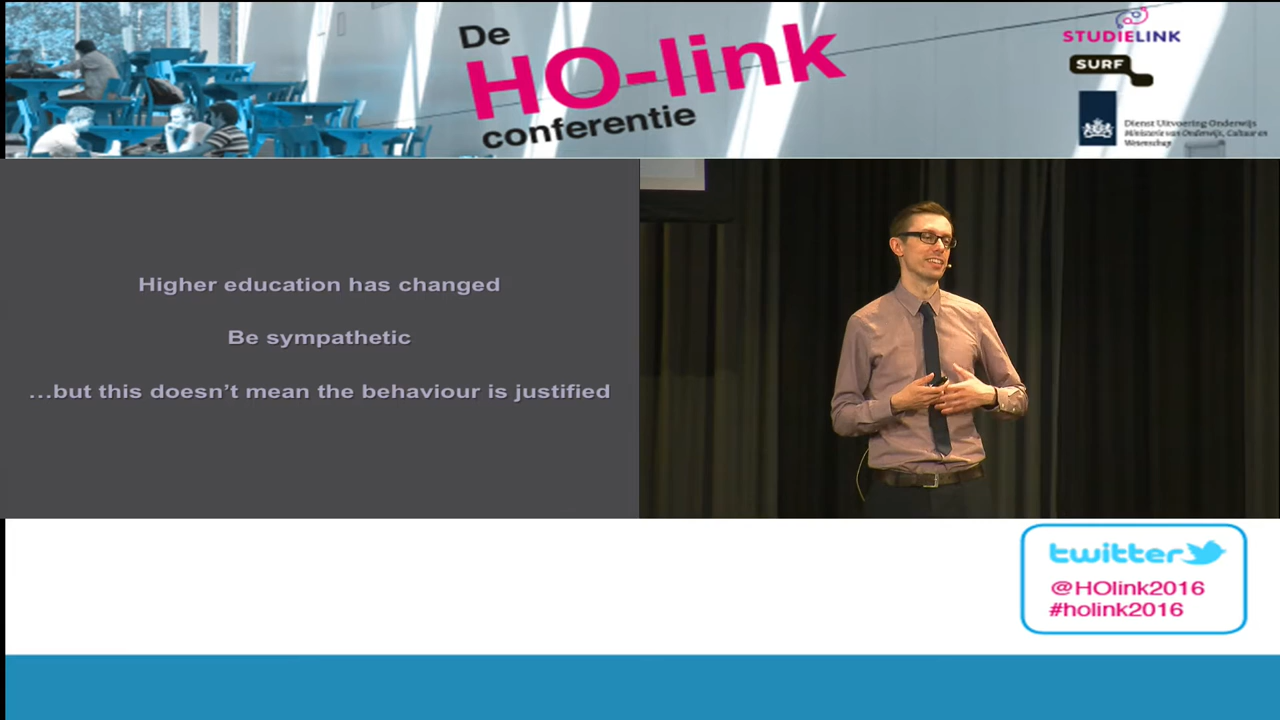 De
HO-link
conferentie
STUDIELINK
SURF
Dienst Uitvoering Onderwijs
Ministerie van Onderwijs, Cultuur en
Wetenschap
Higher education has changed
Be sympathetic
…but this doesn’t mean the behaviour is justified
twitter
@HOlink2016
#holink2016